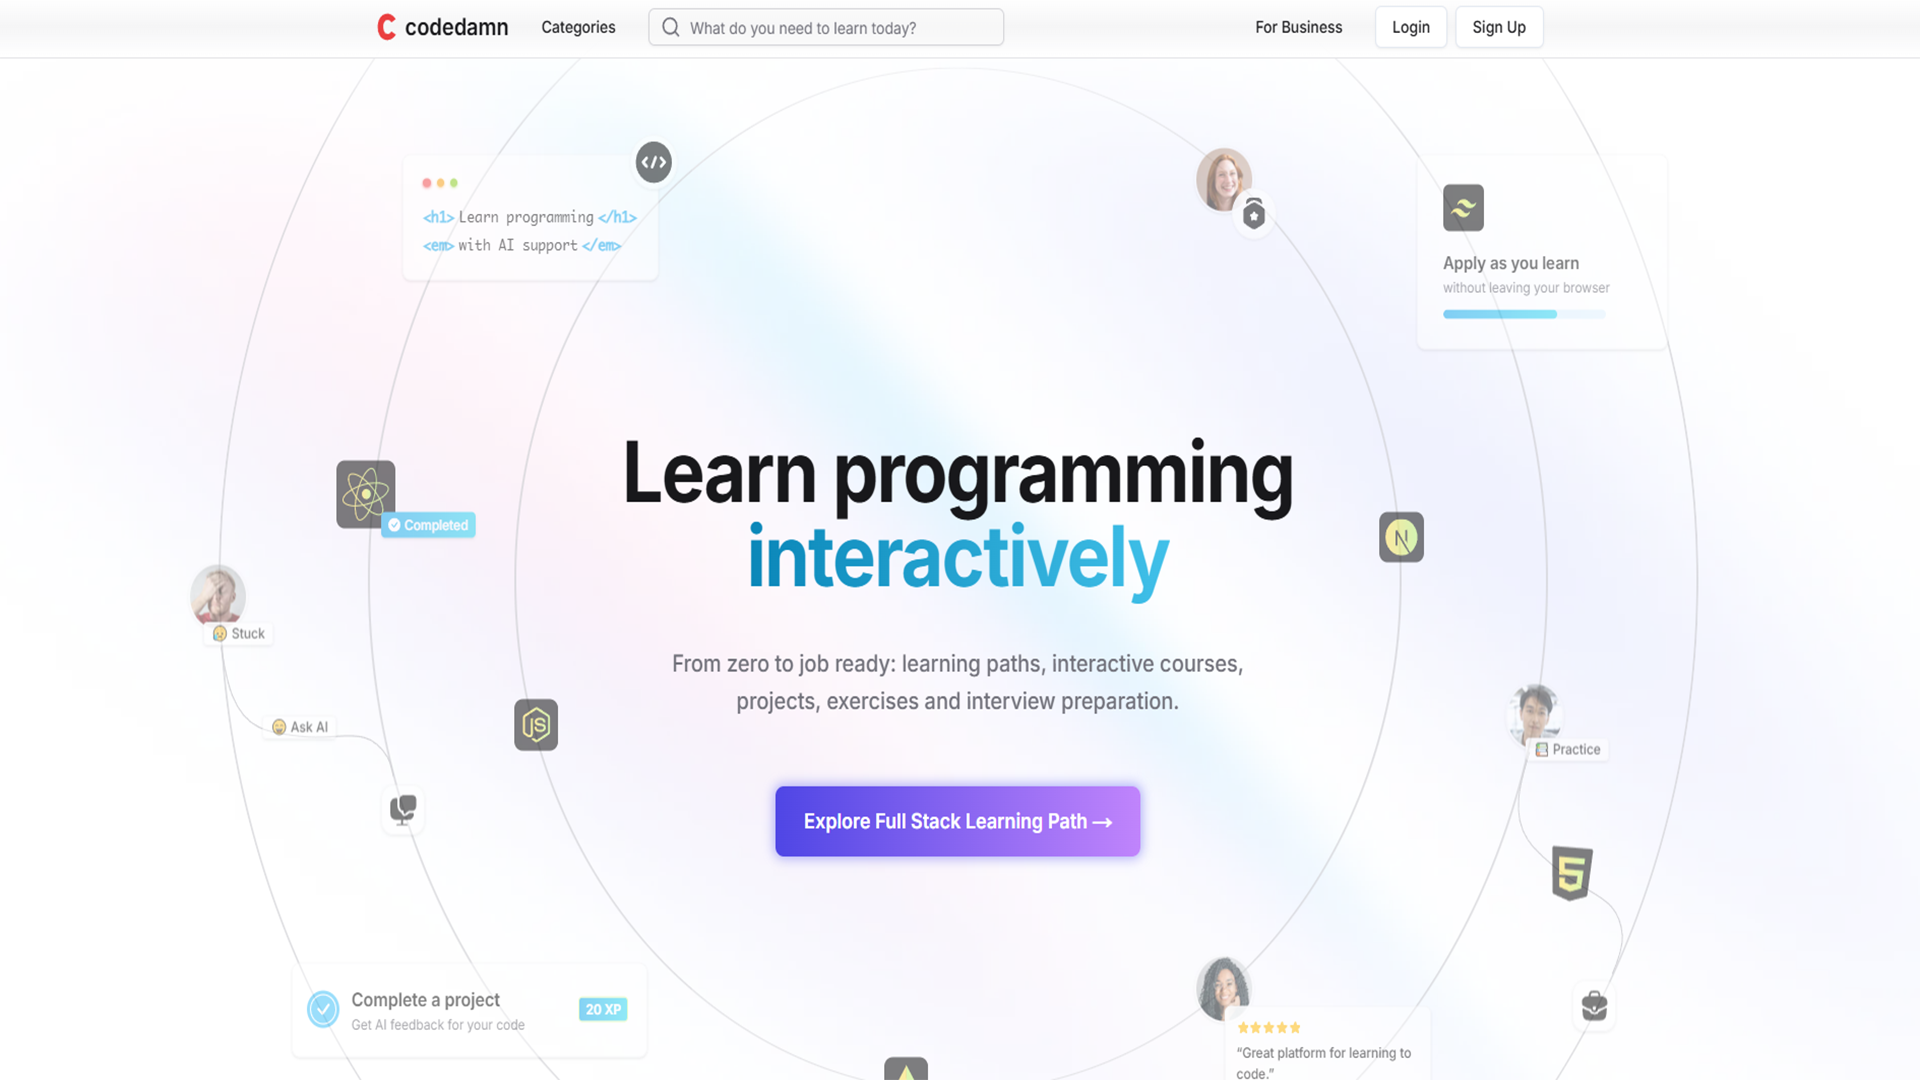 codedamn
Categories
What do you need to learn today?
For Business
Login
Sign Up
<h1> Learn programming </h1>
<em> with AI support </em>
Apply as you learn
without leaving your browser
Learn programming
interactively
Completed
N
Stuck
From zero to job ready: learning paths, interactive courses,
projects, exercises and interview preparation.
Ask AI
JS
Practice
Explore Full Stack Learning Path →
5
Complete a project
Get AI feedback for your code
20 XP
“Great platform for learning to
code.”